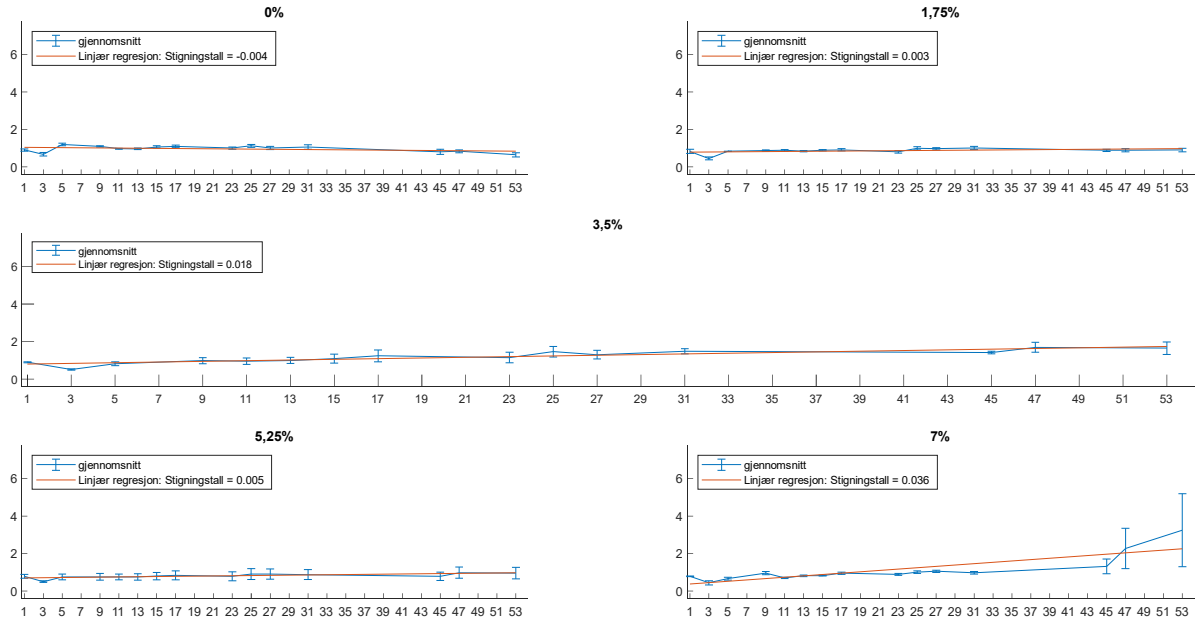 0%
gjennomsnitt
Linjær regresjon: Stigningstall = -0.004
6
4
2
0
1 3 5 7 9 11 13 15 17 19 21 23 25 27 29 31 33 35 37 39 41 43 45 47 49 51 53
1,75%
gjennomsnitt
Linjær regresjon: Stigningstall = 0.003
6
4
2
0
1 3 5 7 9 11 13 15 17 19 21 23 25 27 29 31 33 35 37 39 41 43 45 47 49 51 53
3,5%
gjennomsnitt
Linjær regresjon: Stigningstall = 0.018
6
4
2
0
1 3 5 7 9 11 13 15 17 19 21 23 25 27 29 31 33 35 37 39 41 43 45 47 49 51 53
5,25%
gjennomsnitt
Linjær regresjon: Stigningstall = 0.005
6
4
2
0
1 3 5 7 9 11 13 15 17 19 21 23 25 27 29 31 33 35 37 39 41 43 45 47 49 51 53
7%
gjennomsnitt
Linjær regresjon: Stigningstall = 0.036
6
4
2
0
1 3 5 7 9 11 13 15 17 19 21 23 25 27 29 31 33 35 37 39 41 43 45 47 49 51 53